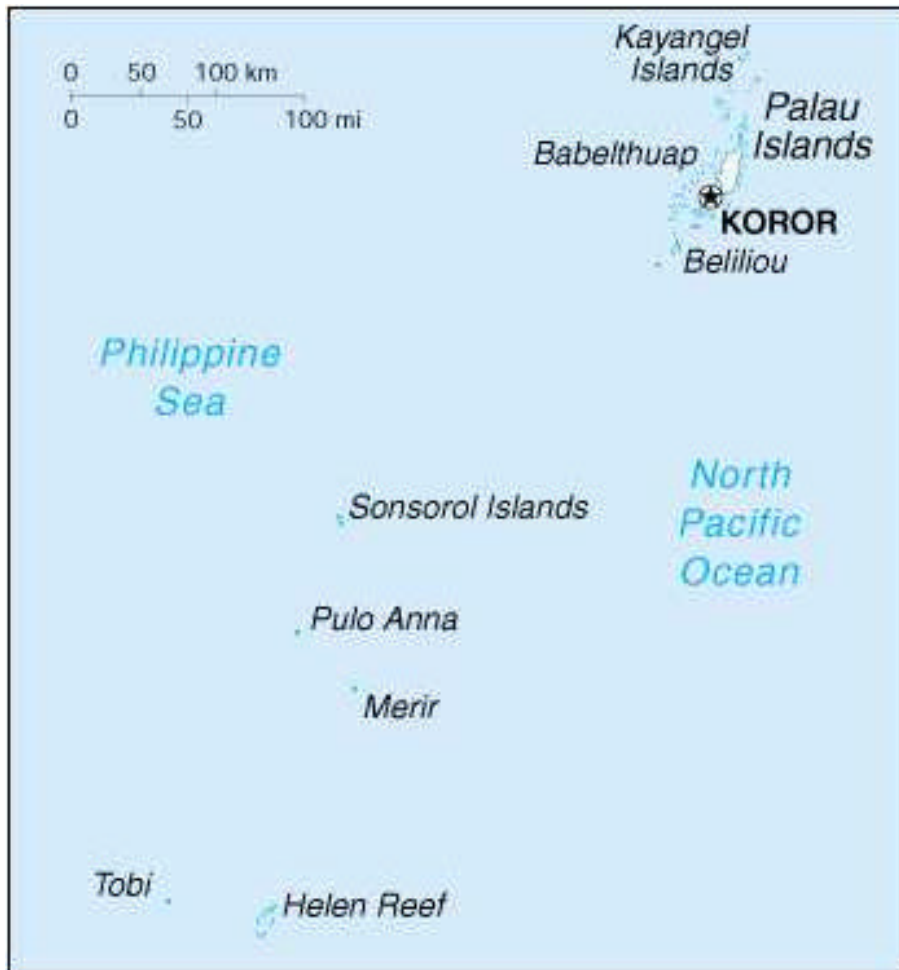 Kayangel
Islands
0 50 100 km
0 50 100 mi
Palau
Islands
Babelthuap
KOROR
Beliliou
Philippine
Sea
North
Pacific
Ocean
Sonsorol Islands
Pulo Anna
Merir
Tobi
Helen Reef